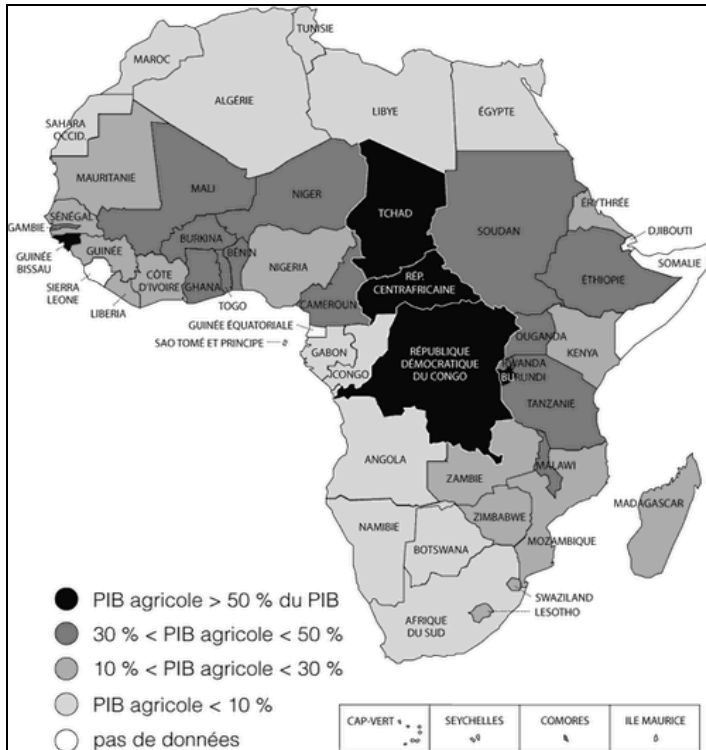 TUNISIE
MAROC
ALGÉRIE
LIBYE
ÉGYPTE
SAHARA
OCCID.
MAURITANIE
MALI
NIGER
TCHAD
SOUDAN
ÉRYTHRÉE
DJIBOUTI
SOMALIE
SÉNÉGAL
GAMBIE
GUINÉE
BISSAU
GUINÉE
SIERRA
LEONE
LIBERIA
CÔTE
D'IVOIRE
BURKINA
GHANA
TOGO
BÉNIN
NIGERIA
CAMEROUN
RÉP.
CENTRAFRICAINE
ÉTHIOPIE
GUINÉE ÉQUATORIALE
SAO TOMÉ ET PRINCIPE
GABON
CONGO
RÉPUBLIQUE
DÉMOCRATIQUE
DU CONGO
OUGANDA
RWANDA
BURUNDI
KENYA
TANZANIE
ANGOLA
ZAMBIE
MALAWI
MOZAMBIQUE
ZIMBABWE
MADAGASCAR
NAMIBIE
BOTSWANA
SWAZILAND
LESOTHO
AFRIQUE
DU SUD
PIB agricole > 50 % du PIB
30 % < PIB agricole < 50 %
10 % < PIB agricole < 30 %
PIB agricole < 10 %
pas de données
CAP-VERT
SEYCHELLES
COMORES
ILE MAURICE